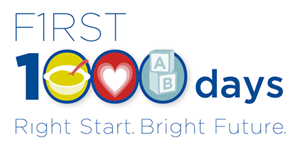 F1RST
1000 days
A
B
Right Start. Bright Future.